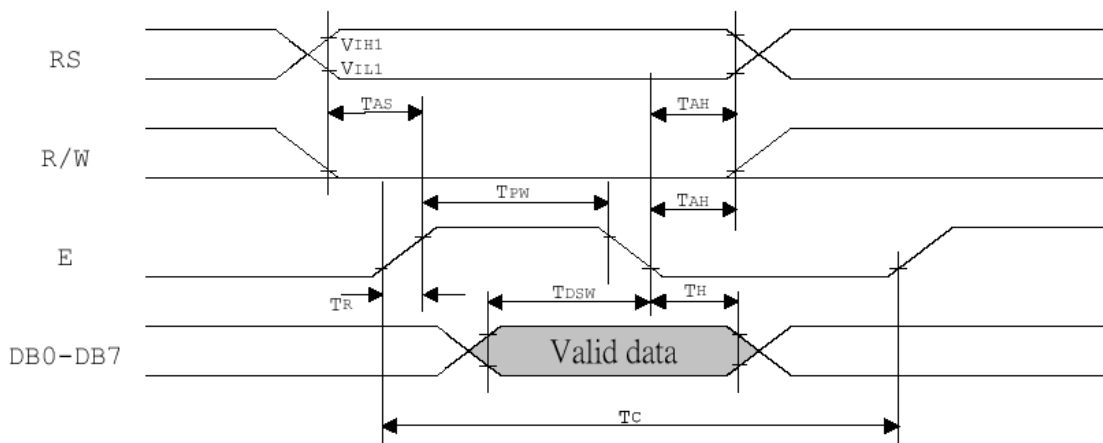 RS
VIH1
VIL1
TAS
TAH
R/W
TPW
TAH
E
TR
TDSW
TH
DB0-DB7
Valid data
TC